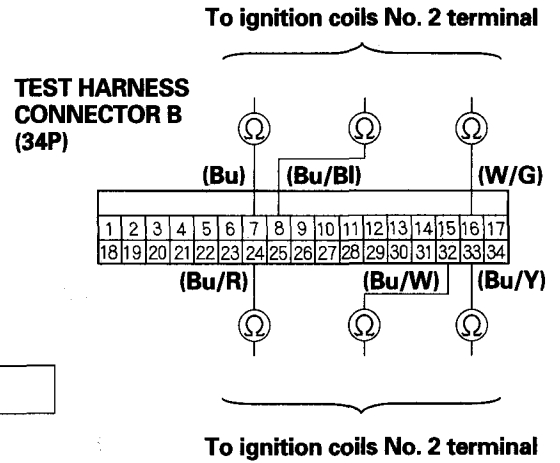 To ignition coils No. 2 terminal
TEST HARNESS
CONNECTOR B
(34P)
Ω Ω Ω
(Bu) (Bu/Bl) (W/G)
1 2 3 4 5 6 7 8 9 10 11 12 13 14 15 16 17
18 19 20 21 22 23 24 25 26 27 28 29 30 31 32 33 34
(Bu/R) (Bu/W) (Bu/Y)
Ω Ω Ω
To ignition coils No. 2 terminal